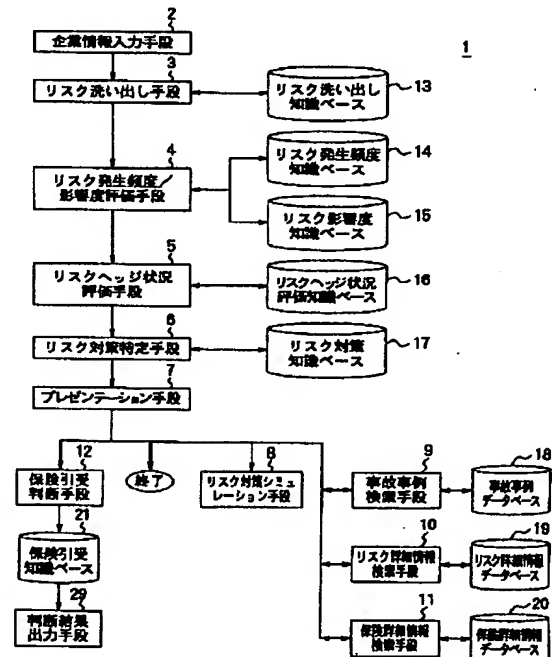 2
企業情報入力手段
1
3
リスク洗い出し手段
リスク洗い出し
知識ベース
13
4
リスク発生頻度/
影響度評価手段
リスク発生頻度
知識ベース
14
リスク影響度
知識ベース
15
5
リスクヘッジ状況
評価手段
リスクヘッジ状況
評価知識ベース
16
6
リスク対策特定手段
リスク対策
知識ベース
17
7
プレゼンテーション手段
12
保険引受
判断手段
終了
8
リスク対策シミュ
レーション手段
9
事故事例
検索手段
18
事故事例
データベース
21
保険引受
知識ベース
10
リスク詳細情報
検索手段
19
リスク詳細情報
データベース
29
判断結果
出力手段
11
保険詳細情報
検索手段
20
保険詳細情報
データベース